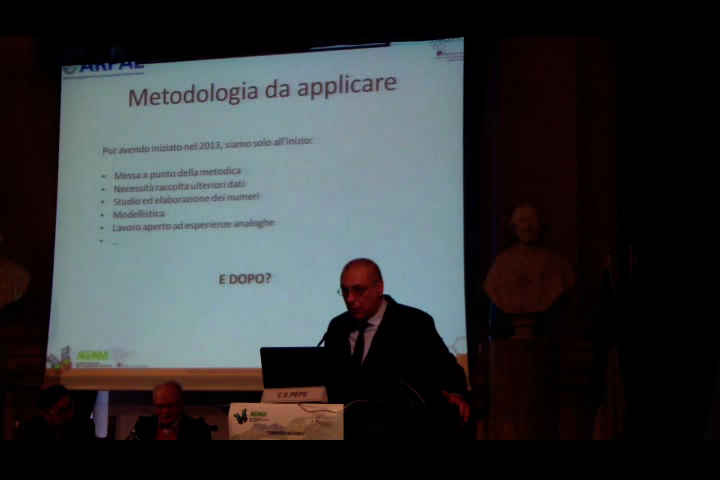 ARPAL
Metodologia da applicare
Pur avendo iniziato nel 2013, siamo solo all'inizio:
• Messa a punto della metodica
• Necessità raccolta ulteriori dati
• Studio ed elaborazione dei numeri
• Modellistica
• Lavoro aperto ad esperienze analoghe
• ...
E DOPO?
C.E.PEPE